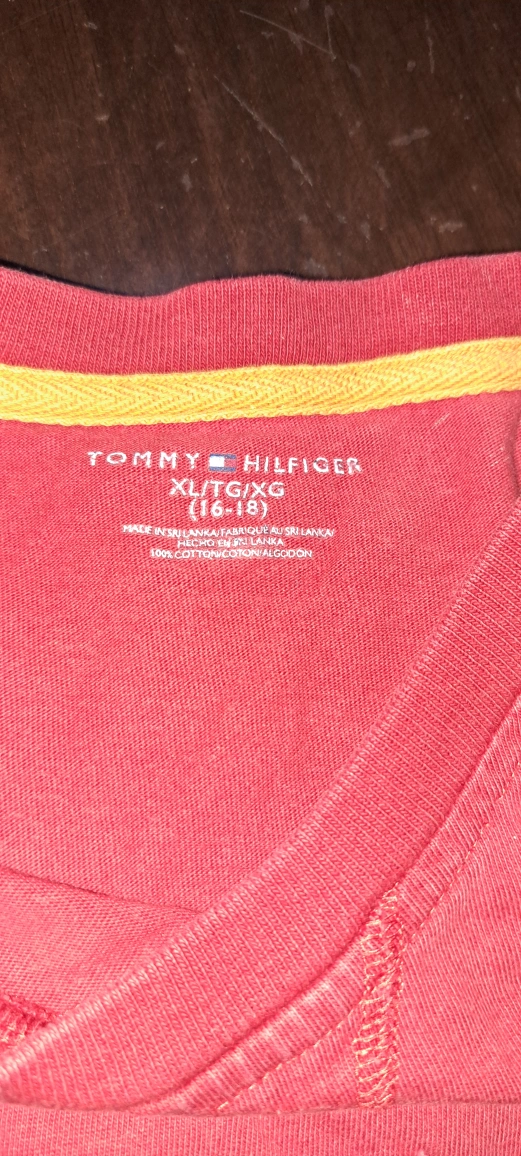 TOMMY HILFIGER
XL/TG/XG
(16-18)
MADE IN SRI LANKA/FABRIQUÉ AU SRI LANKA/
HECHO EN SRI LANKA
100% COTTON/COTON/ALGODON